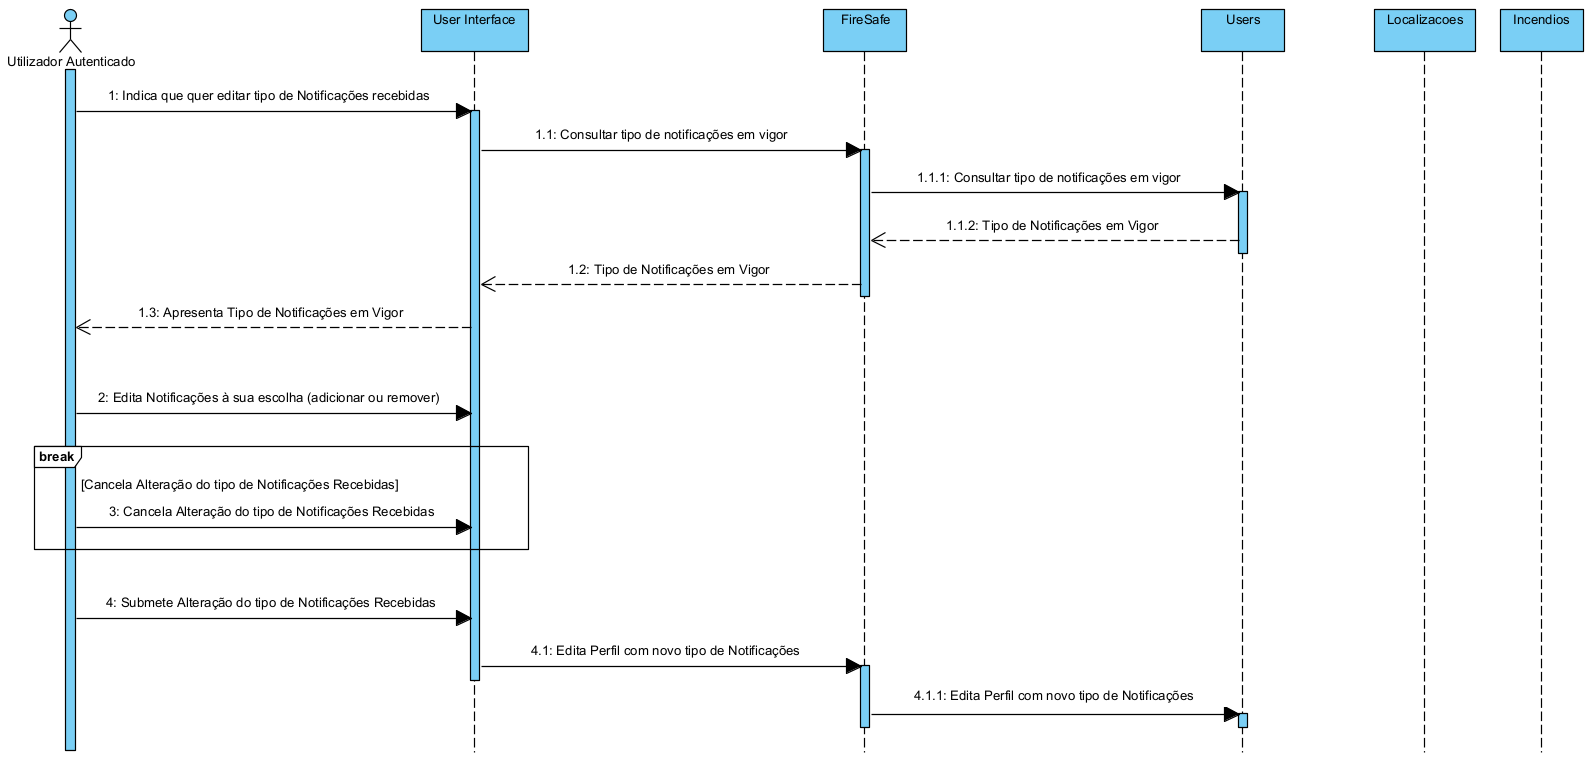 User Interface
FireSafe
Users
Localizacoes
Incendios
Utilizador Autenticado
1: Indica que quer editar tipo de Notificações recebidas
1.1: Consultar tipo de notificações em vigor
1.1.1: Consultar tipo de notificações em vigor
1.1.2: Tipo de Notificações em Vigor
1.2: Tipo de Notificações em Vigor
1.3: Apresenta Tipo de Notificações em Vigor
2: Edita Notificações à sua escolha (adicionar ou remover)
break
[Cancela Alteração do tipo de Notificações Recebidas]
3: Cancela Alteração do tipo de Notificações Recebidas
4: Submete Alteração do tipo de Notificações Recebidas
4.1: Edita Perfil com novo tipo de Notificações
4.1.1: Edita Perfil com novo tipo de Notificações